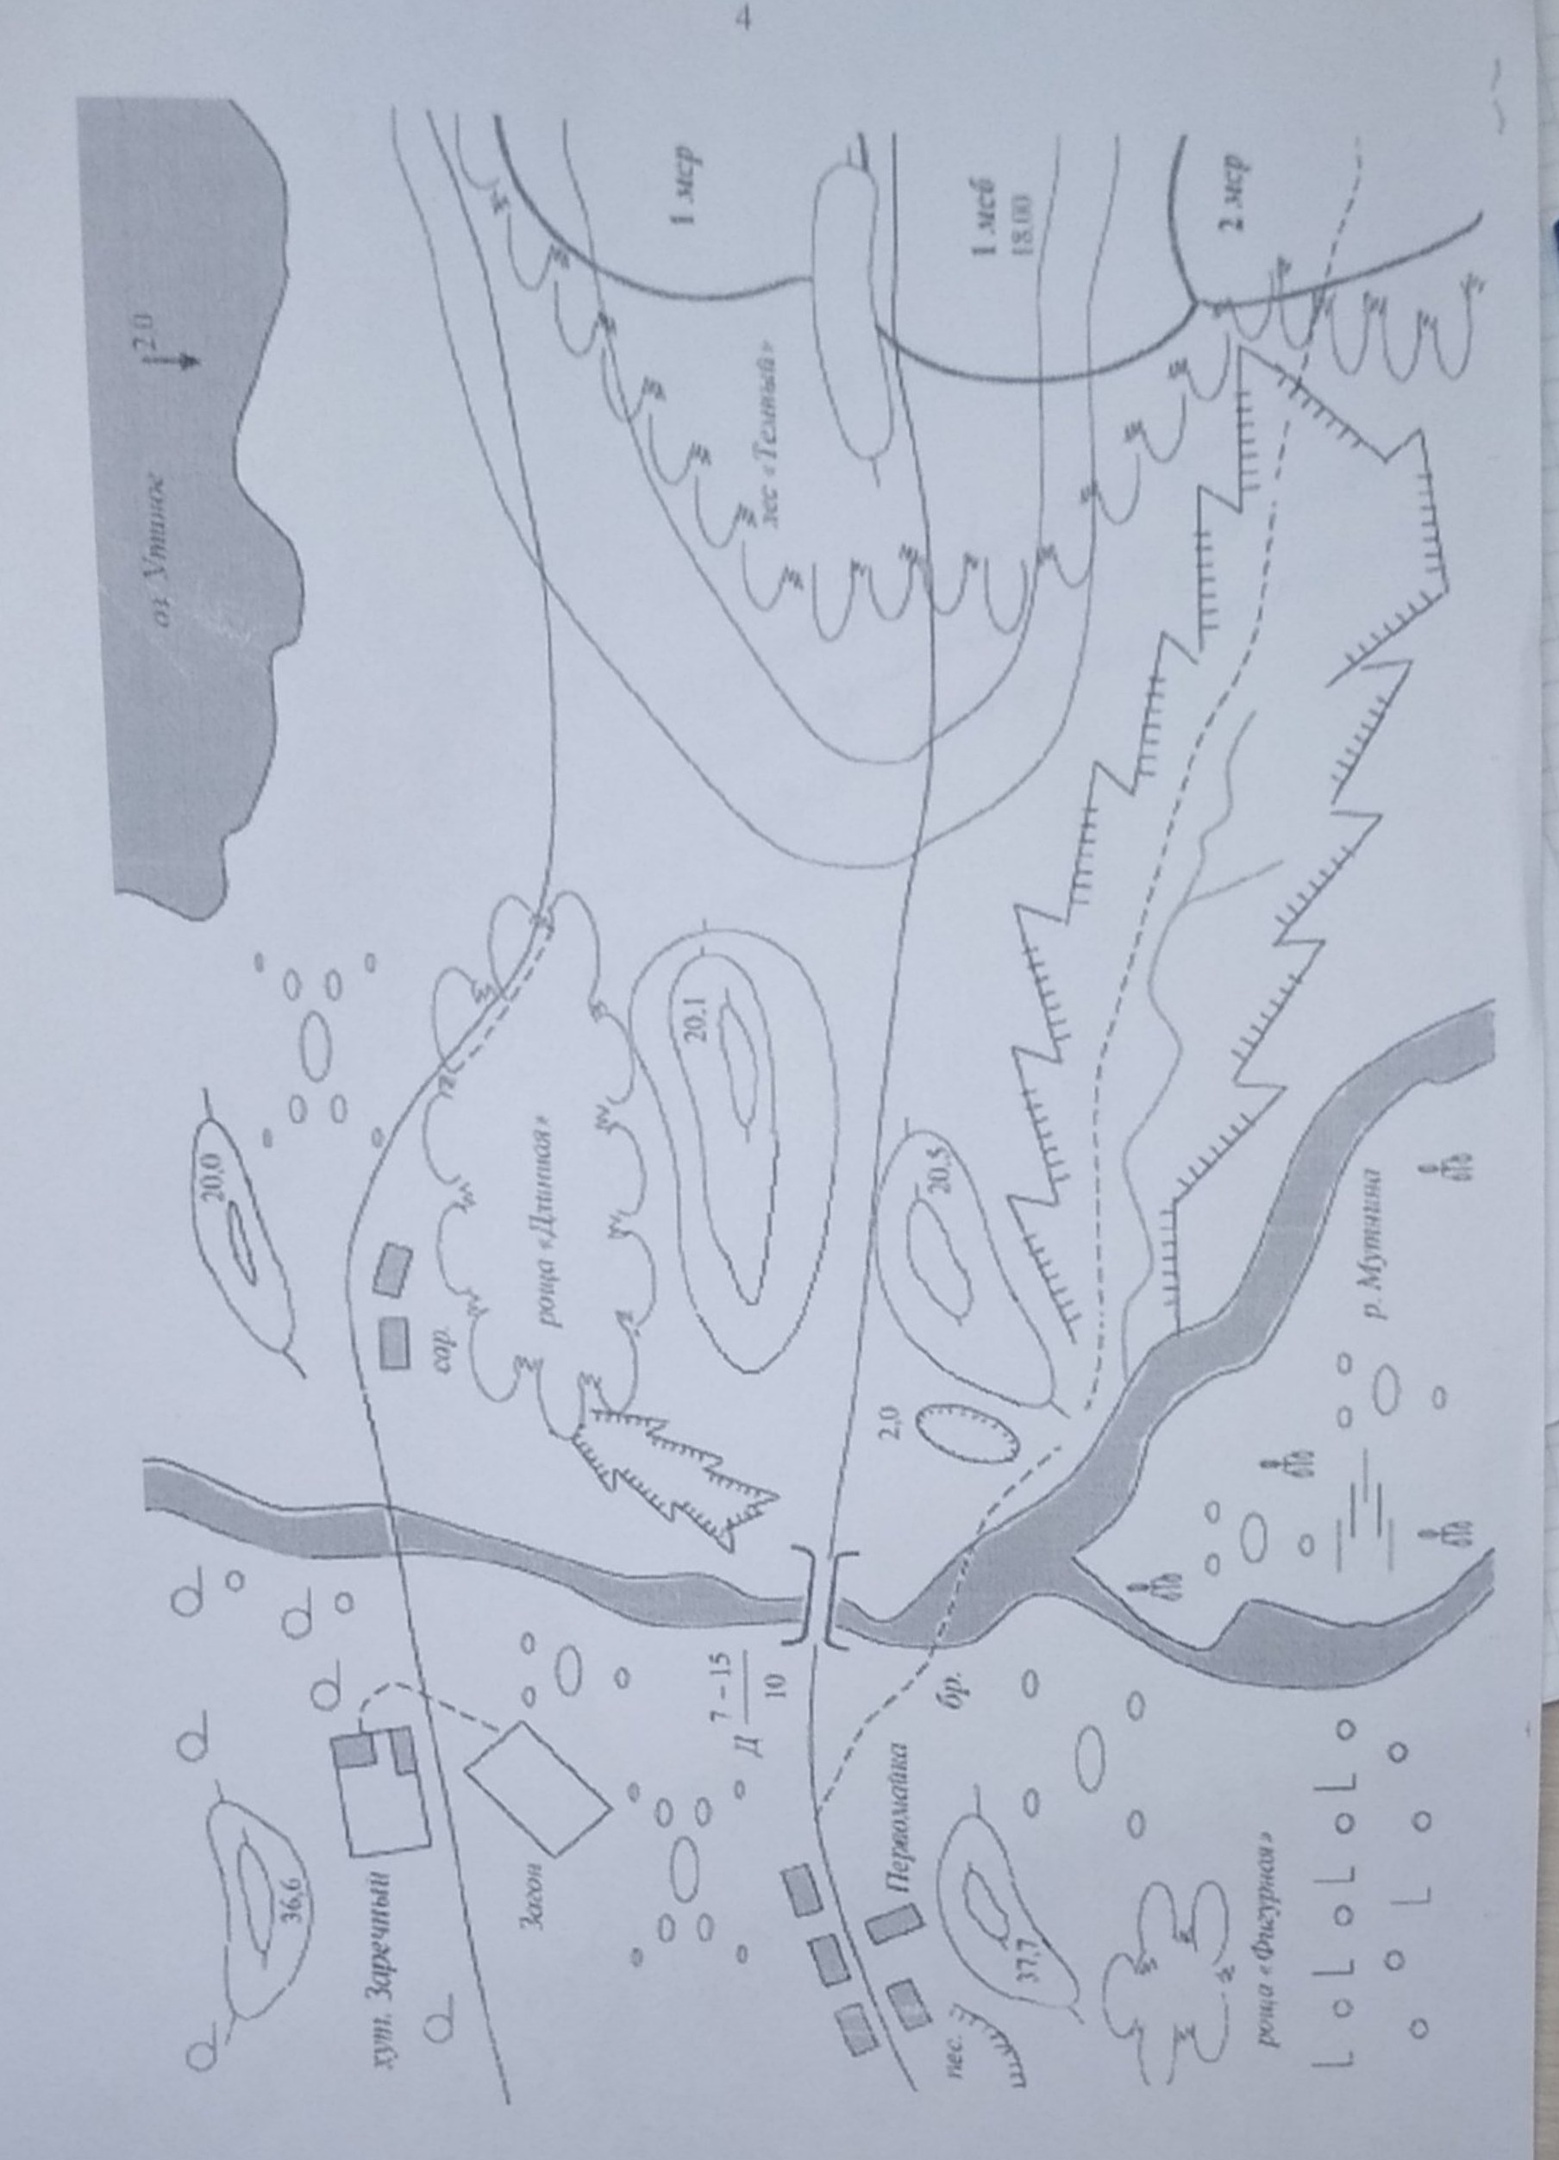 оз. Утиное
2.0
20,0
36,6
хут. Заречный
сар.
Загон
роща «Длинная»
1 мср
20.1
7 – 15
Д
10
лес «Темный»
4
Первомайка
2,0
пес.
бр.
20.5
1 мсб
18.00
37,7
2 мср
роща «Фигурная»
р. Мутнина